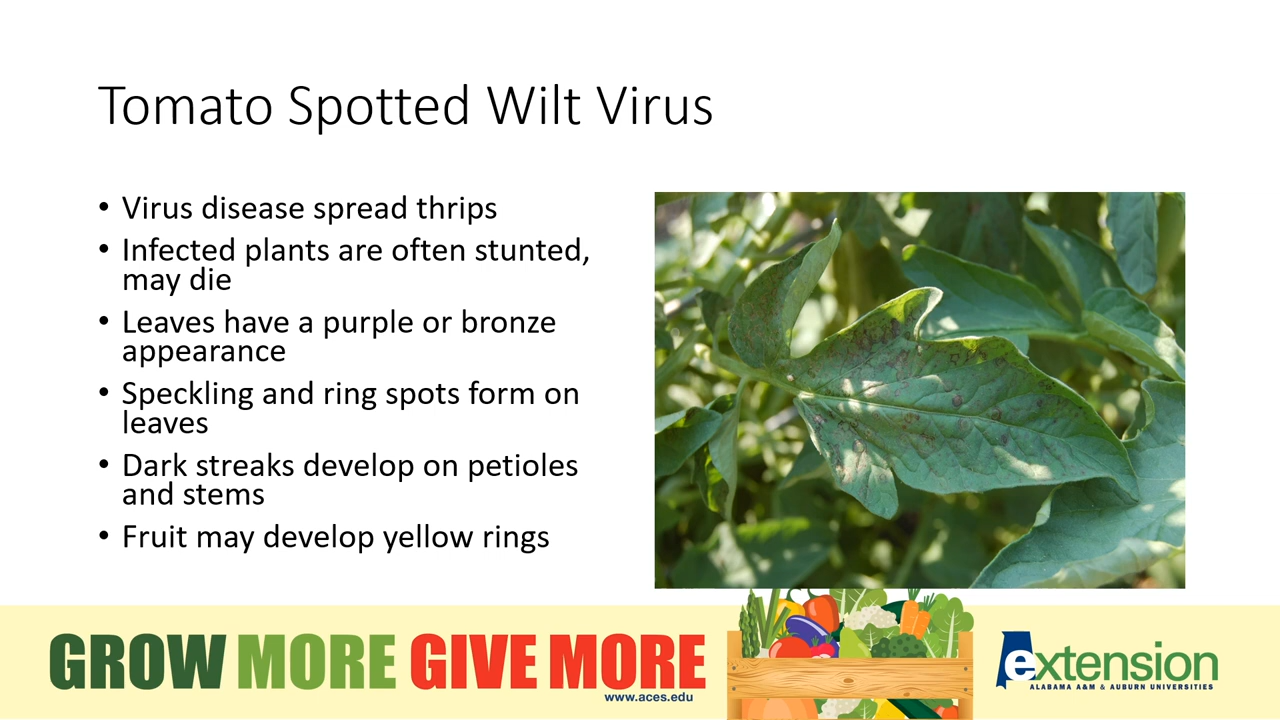 Tomato Spotted Wilt Virus
• Virus disease spread thrips
• Infected plants are often stunted,
may die
• Leaves have a purple or bronze
appearance
• Speckling and ring spots form on
leaves
• Dark streaks develop on petioles
and stems
• Fruit may develop yellow rings
GROW MORE GIVE MORE
www.aces.edu
extension
ALABAMA A&M & AUBURN UNIVERSITIES